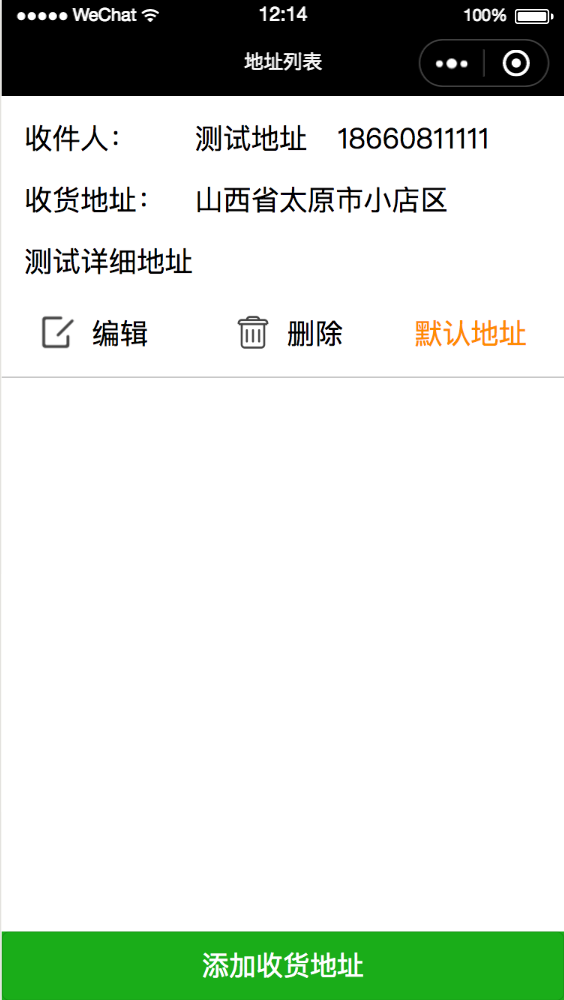 WeChat 12:14 100%
地址列表
收件人： 测试地址 18660811111
收货地址： 山西省太原市小店区
测试详细地址
编辑 删除 默认地址
添加收货地址